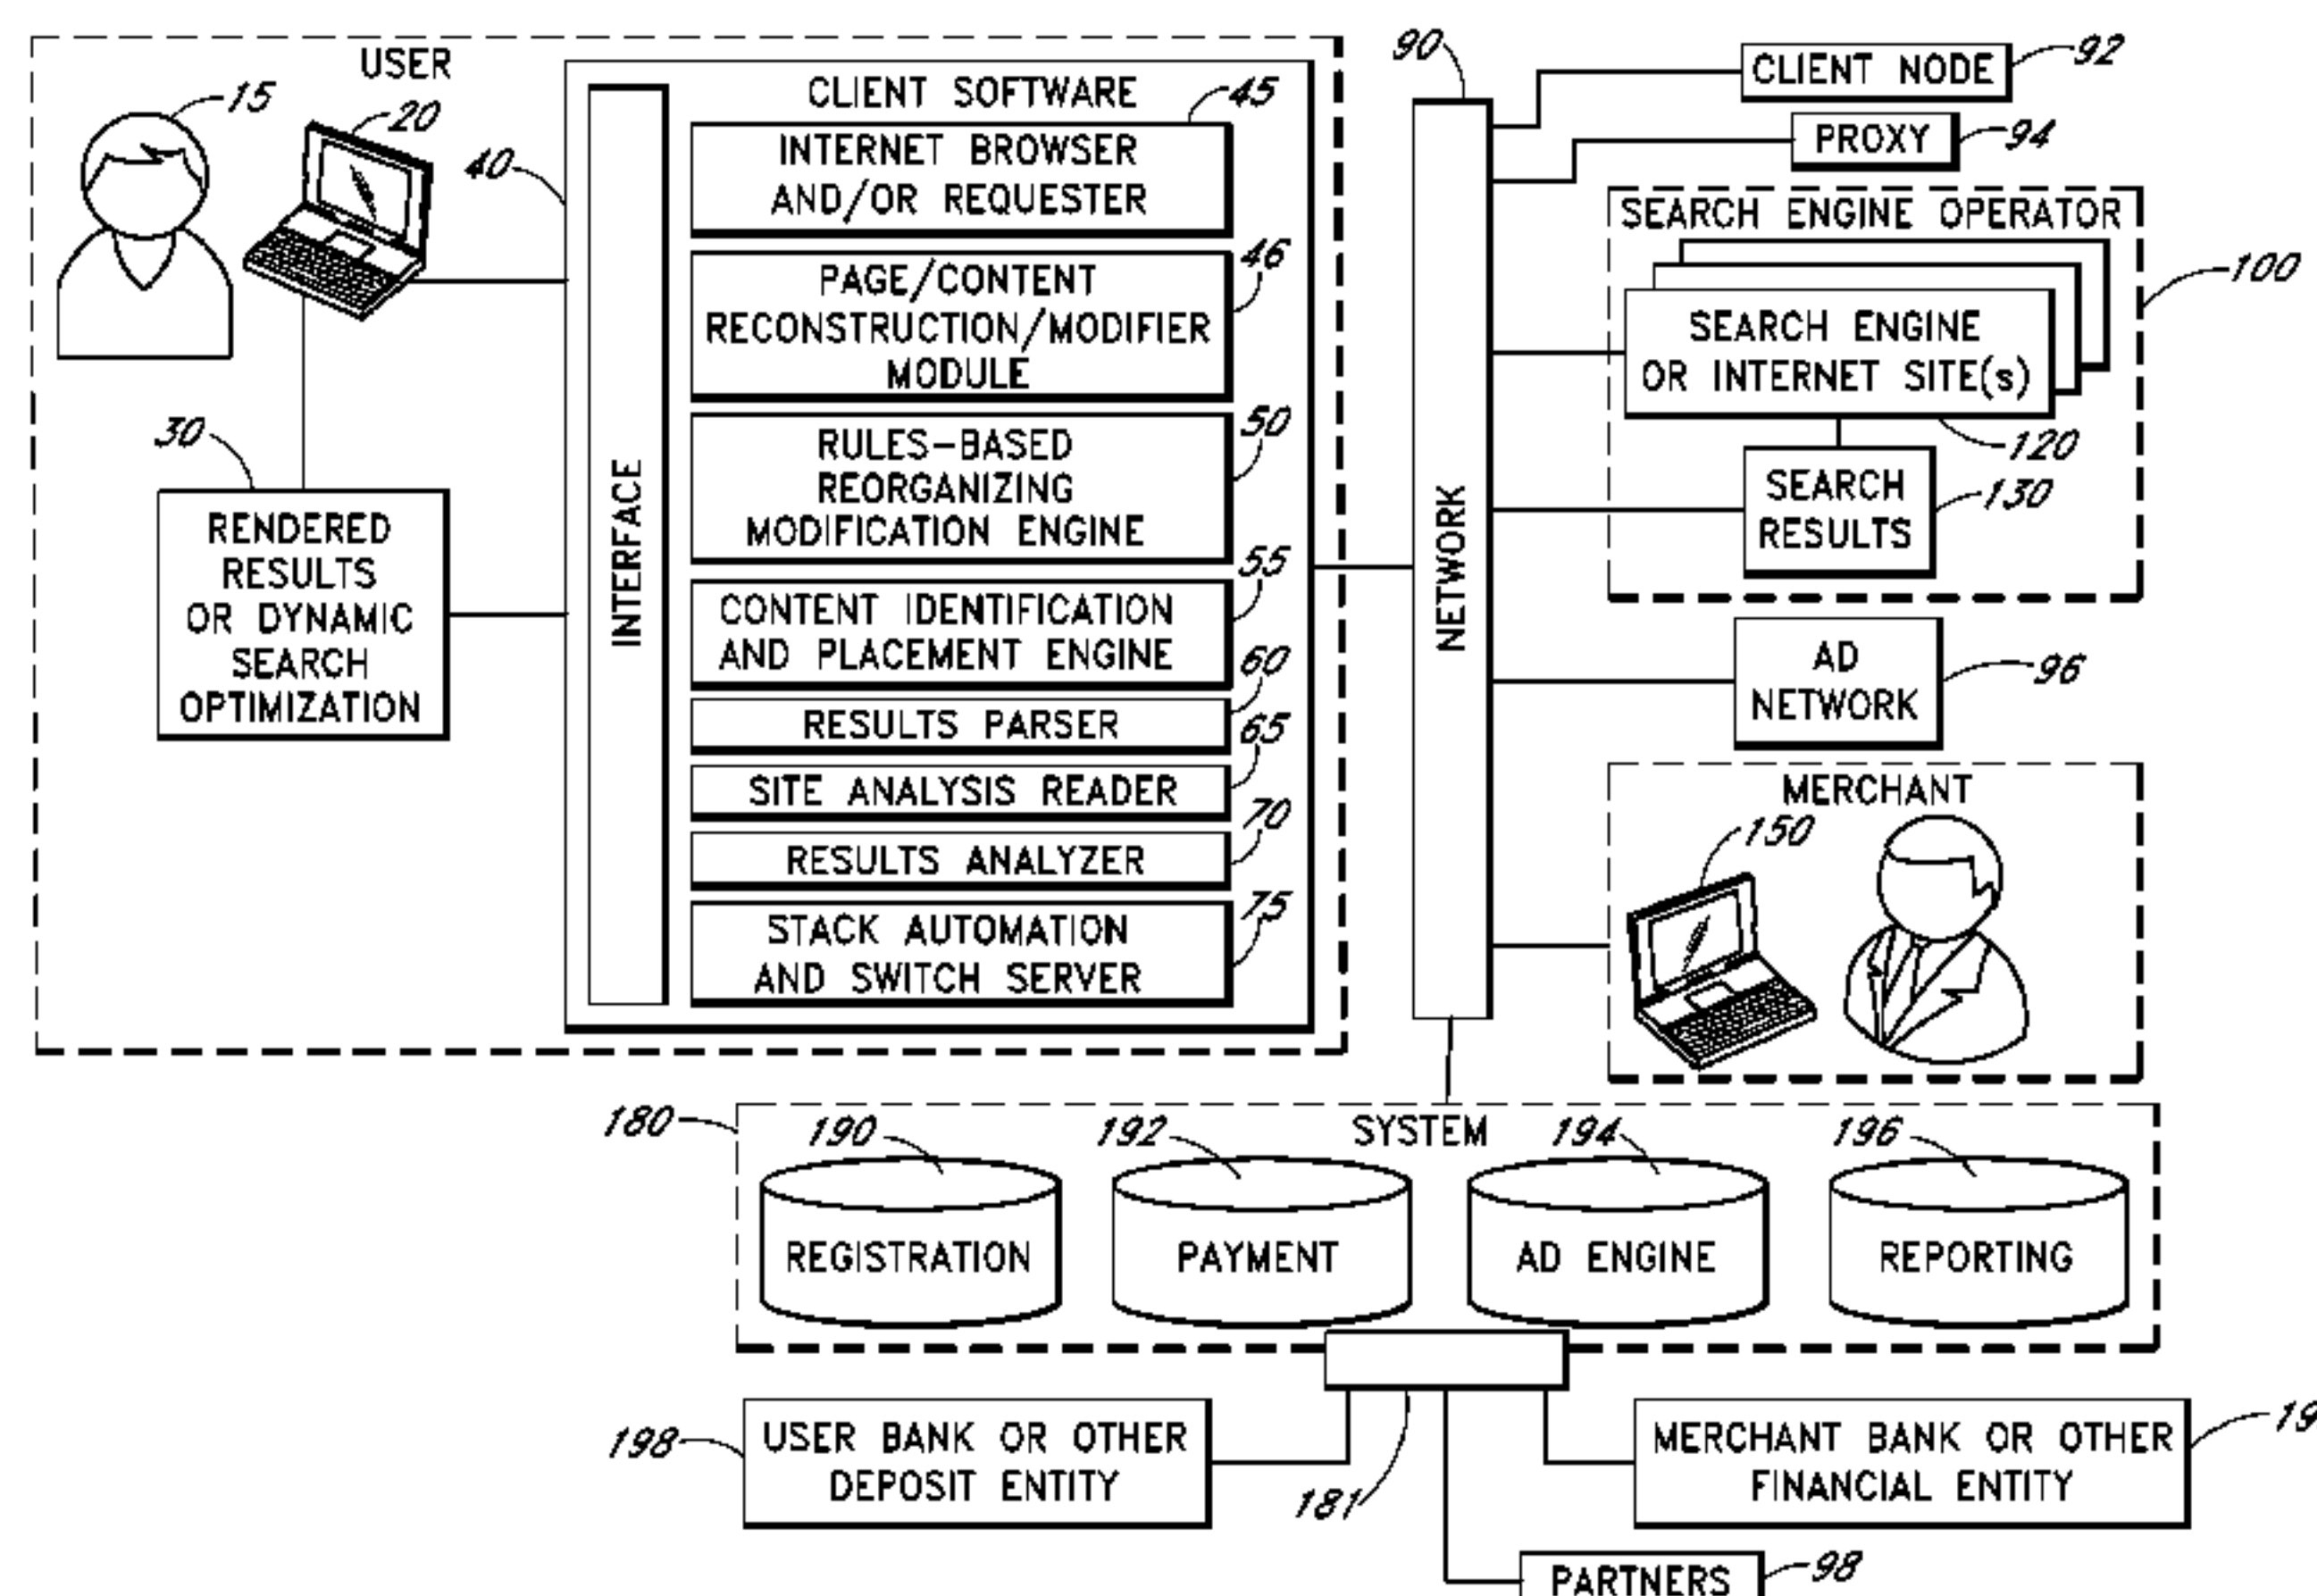 USER
15
20
40
30
RENDERED
RESULTS
OR DYNAMIC
SEARCH
OPTIMIZATION
INTERFACE
CLIENT SOFTWARE
45
INTERNET BROWSER
AND/OR REQUESTER
46
PAGE/CONTENT
RECONSTRUCTION/MODIFIER
MODULE
50
RULES-BASED
REORGANIZING
MODIFICATION ENGINE
55
CONTENT IDENTIFICATION
AND PLACEMENT ENGINE
60
RESULTS PARSER
65
SITE ANALYSIS READER
70
RESULTS ANALYZER
75
STACK AUTOMATION
AND SWITCH SERVER
90
NETWORK
CLIENT NODE
92
PROXY
94
SEARCH ENGINE OPERATOR
100
SEARCH ENGINE
OR INTERNET SITE(s)
120
SEARCH
RESULTS
130
AD
NETWORK
96
MERCHANT
150
180
SYSTEM
190
192
194
196
REGISTRATION
PAYMENT
AD ENGINE
REPORTING
181
198
USER BANK OR OTHER
DEPOSIT ENTITY
MERCHANT BANK OR OTHER
FINANCIAL ENTITY
PARTNERS
98